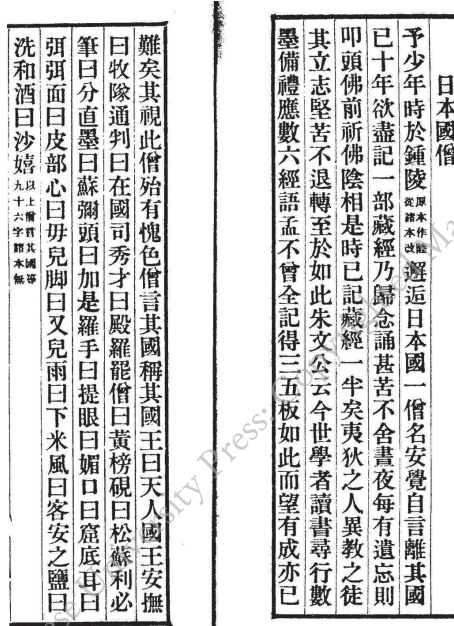 日本國僧
予少年時於鍾陵原本作陸從諸本改邂逅日本國一僧名安覺自言離其國
已十年欲盡記一部藏經乃歸念誦甚苦不舍晝夜每有遺忘則
叩頭佛前祈佛陰相是時已記藏經一半矣夷狄之人異教之徒
其立志堅苦不退轉至於如此朱文公云今世學者讀書尋行數
墨備禮應數六經語孟不曾全記得三五板如此而望有成亦已
難矣其視此僧殆有愧色僧言其國稱其國王曰天人國王安撫
曰牧隊通判曰在國司秀才曰殿羅罷僧曰黃榜硯曰松蘇利必
筆曰分直墨曰蘇彌頭曰加是羅手曰提眼曰媚口曰窟底耳曰
弭弭面曰皮部心曰毋兒脚曰又兒雨曰下米風曰客安之鹽曰
洗和酒曰沙嬉以上僧言其國等九十六字諸本無
Press: Copyrighted Ma
se University